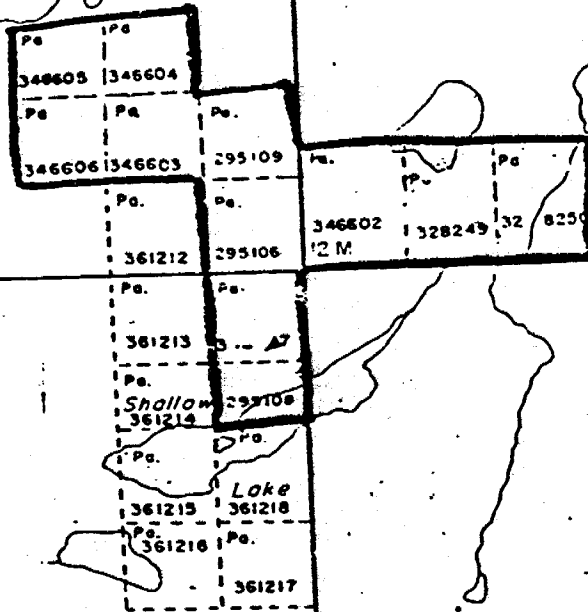 Pa Pa
346605 346604
Pa Pa Pa.
346606 346603 295109
Pa. Pa. Pa
346602 328249 32 825
12 M
Pa. Pa.
361212 295106
Pa. Pa.
361213
Pa.
Shallow 295108
361214
Pa.
Pa.
Lake
361215 361218
Pa. Pa.
361216
361217